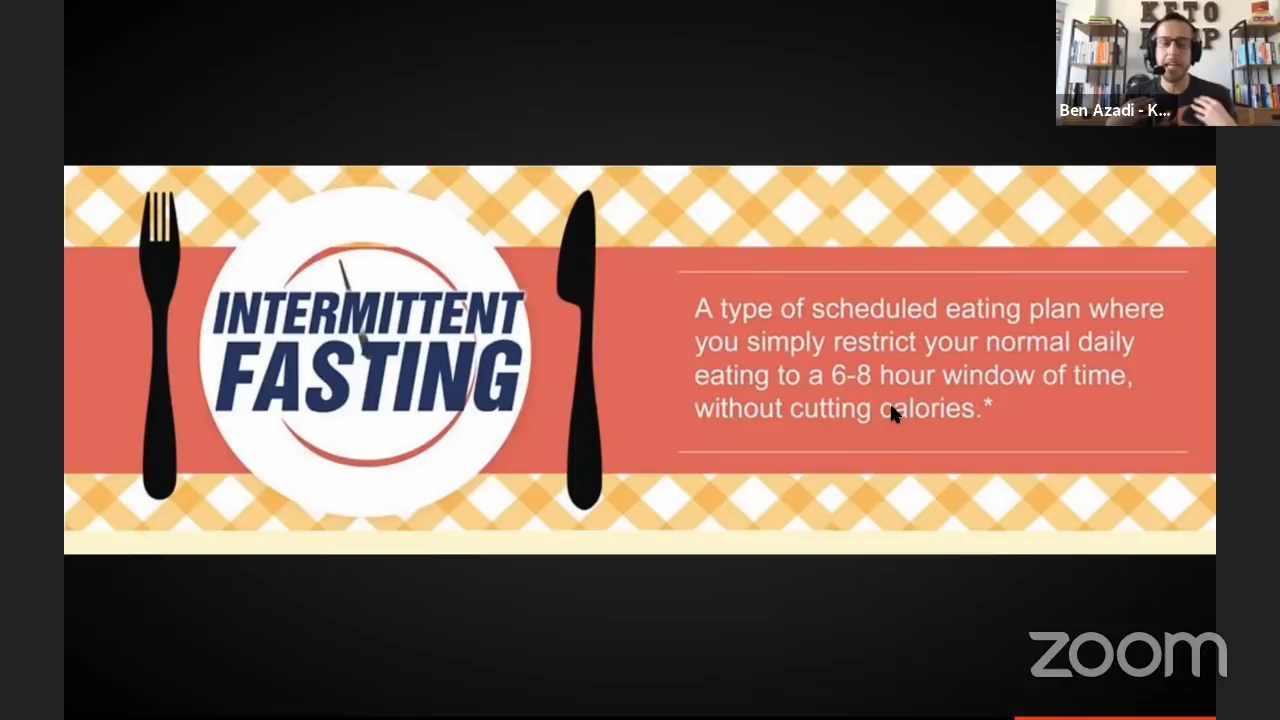 KETO
Ben Azadi - K...
INTERMITTENT
FASTING
A type of scheduled eating plan where
you simply restrict your normal daily
eating to a 6-8 hour window of time,
without cutting calories.*
zoom